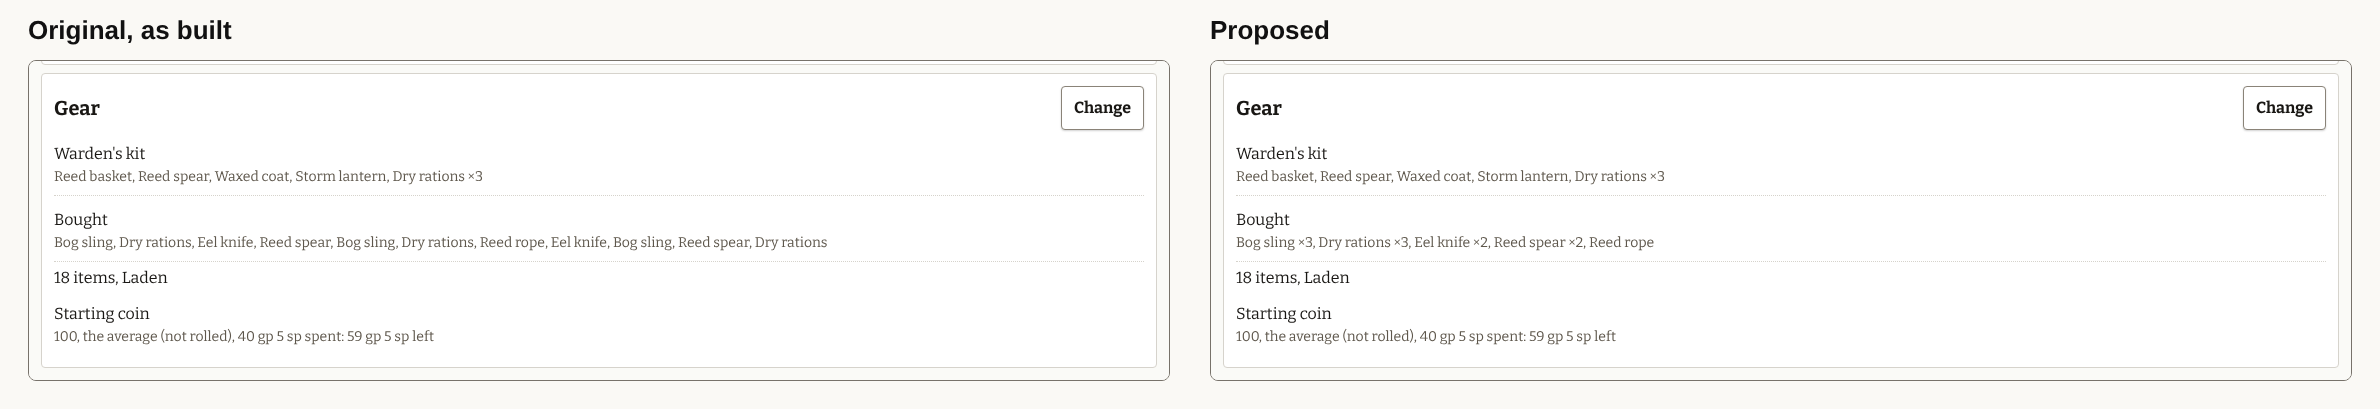 Original, as built
Gear
Change
Warden's kit
Reed basket, Reed spear, Waxed coat, Storm lantern, Dry rations ×3
Bought
Bog sling, Dry rations, Eel knife, Reed spear, Bog sling, Dry rations, Reed rope, Eel knife, Bog sling, Reed spear, Dry rations
18 items, Laden
Starting coin
100, the average (not rolled), 40 gp 5 sp spent: 59 gp 5 sp left
Proposed
Gear
Change
Warden's kit
Reed basket, Reed spear, Waxed coat, Storm lantern, Dry rations ×3
Bought
Bog sling ×3, Dry rations ×3, Eel knife ×2, Reed spear ×2, Reed rope
18 items, Laden
Starting coin
100, the average (not rolled), 40 gp 5 sp spent: 59 gp 5 sp left